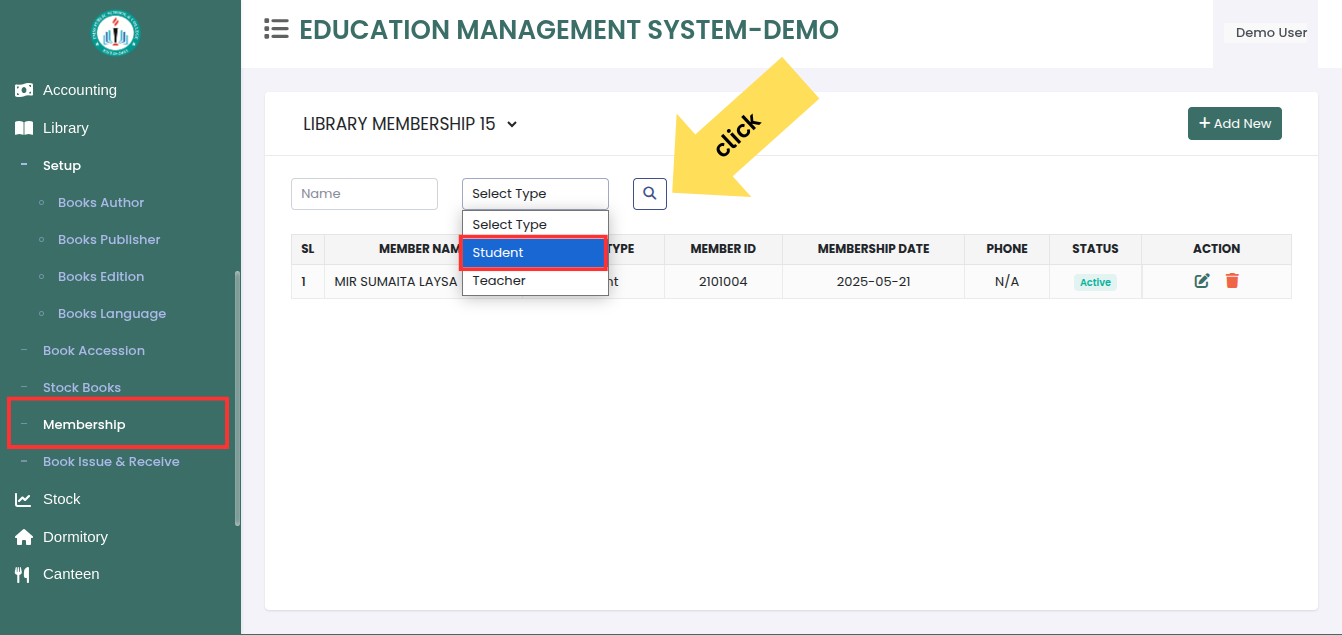 EDUCATION MANAGEMENT SYSTEM-DEMO
Demo User
Accounting
Library
Setup
Books Author
Books Publisher
Books Edition
Books Language
Book Accession
Stock Books
Membership
Book Issue & Receive
Stock
Dormitory
Canteen
LIBRARY MEMBERSHIP 15
+ Add New
click
Name
Select Type
Select Type
Student
Teacher
SL MEMBER NAM TYPE MEMBER ID MEMBERSHIP DATE PHONE STATUS ACTION
1 MIR SUMAITA LAYSA nt 2101004 2025-05-21 N/A Active